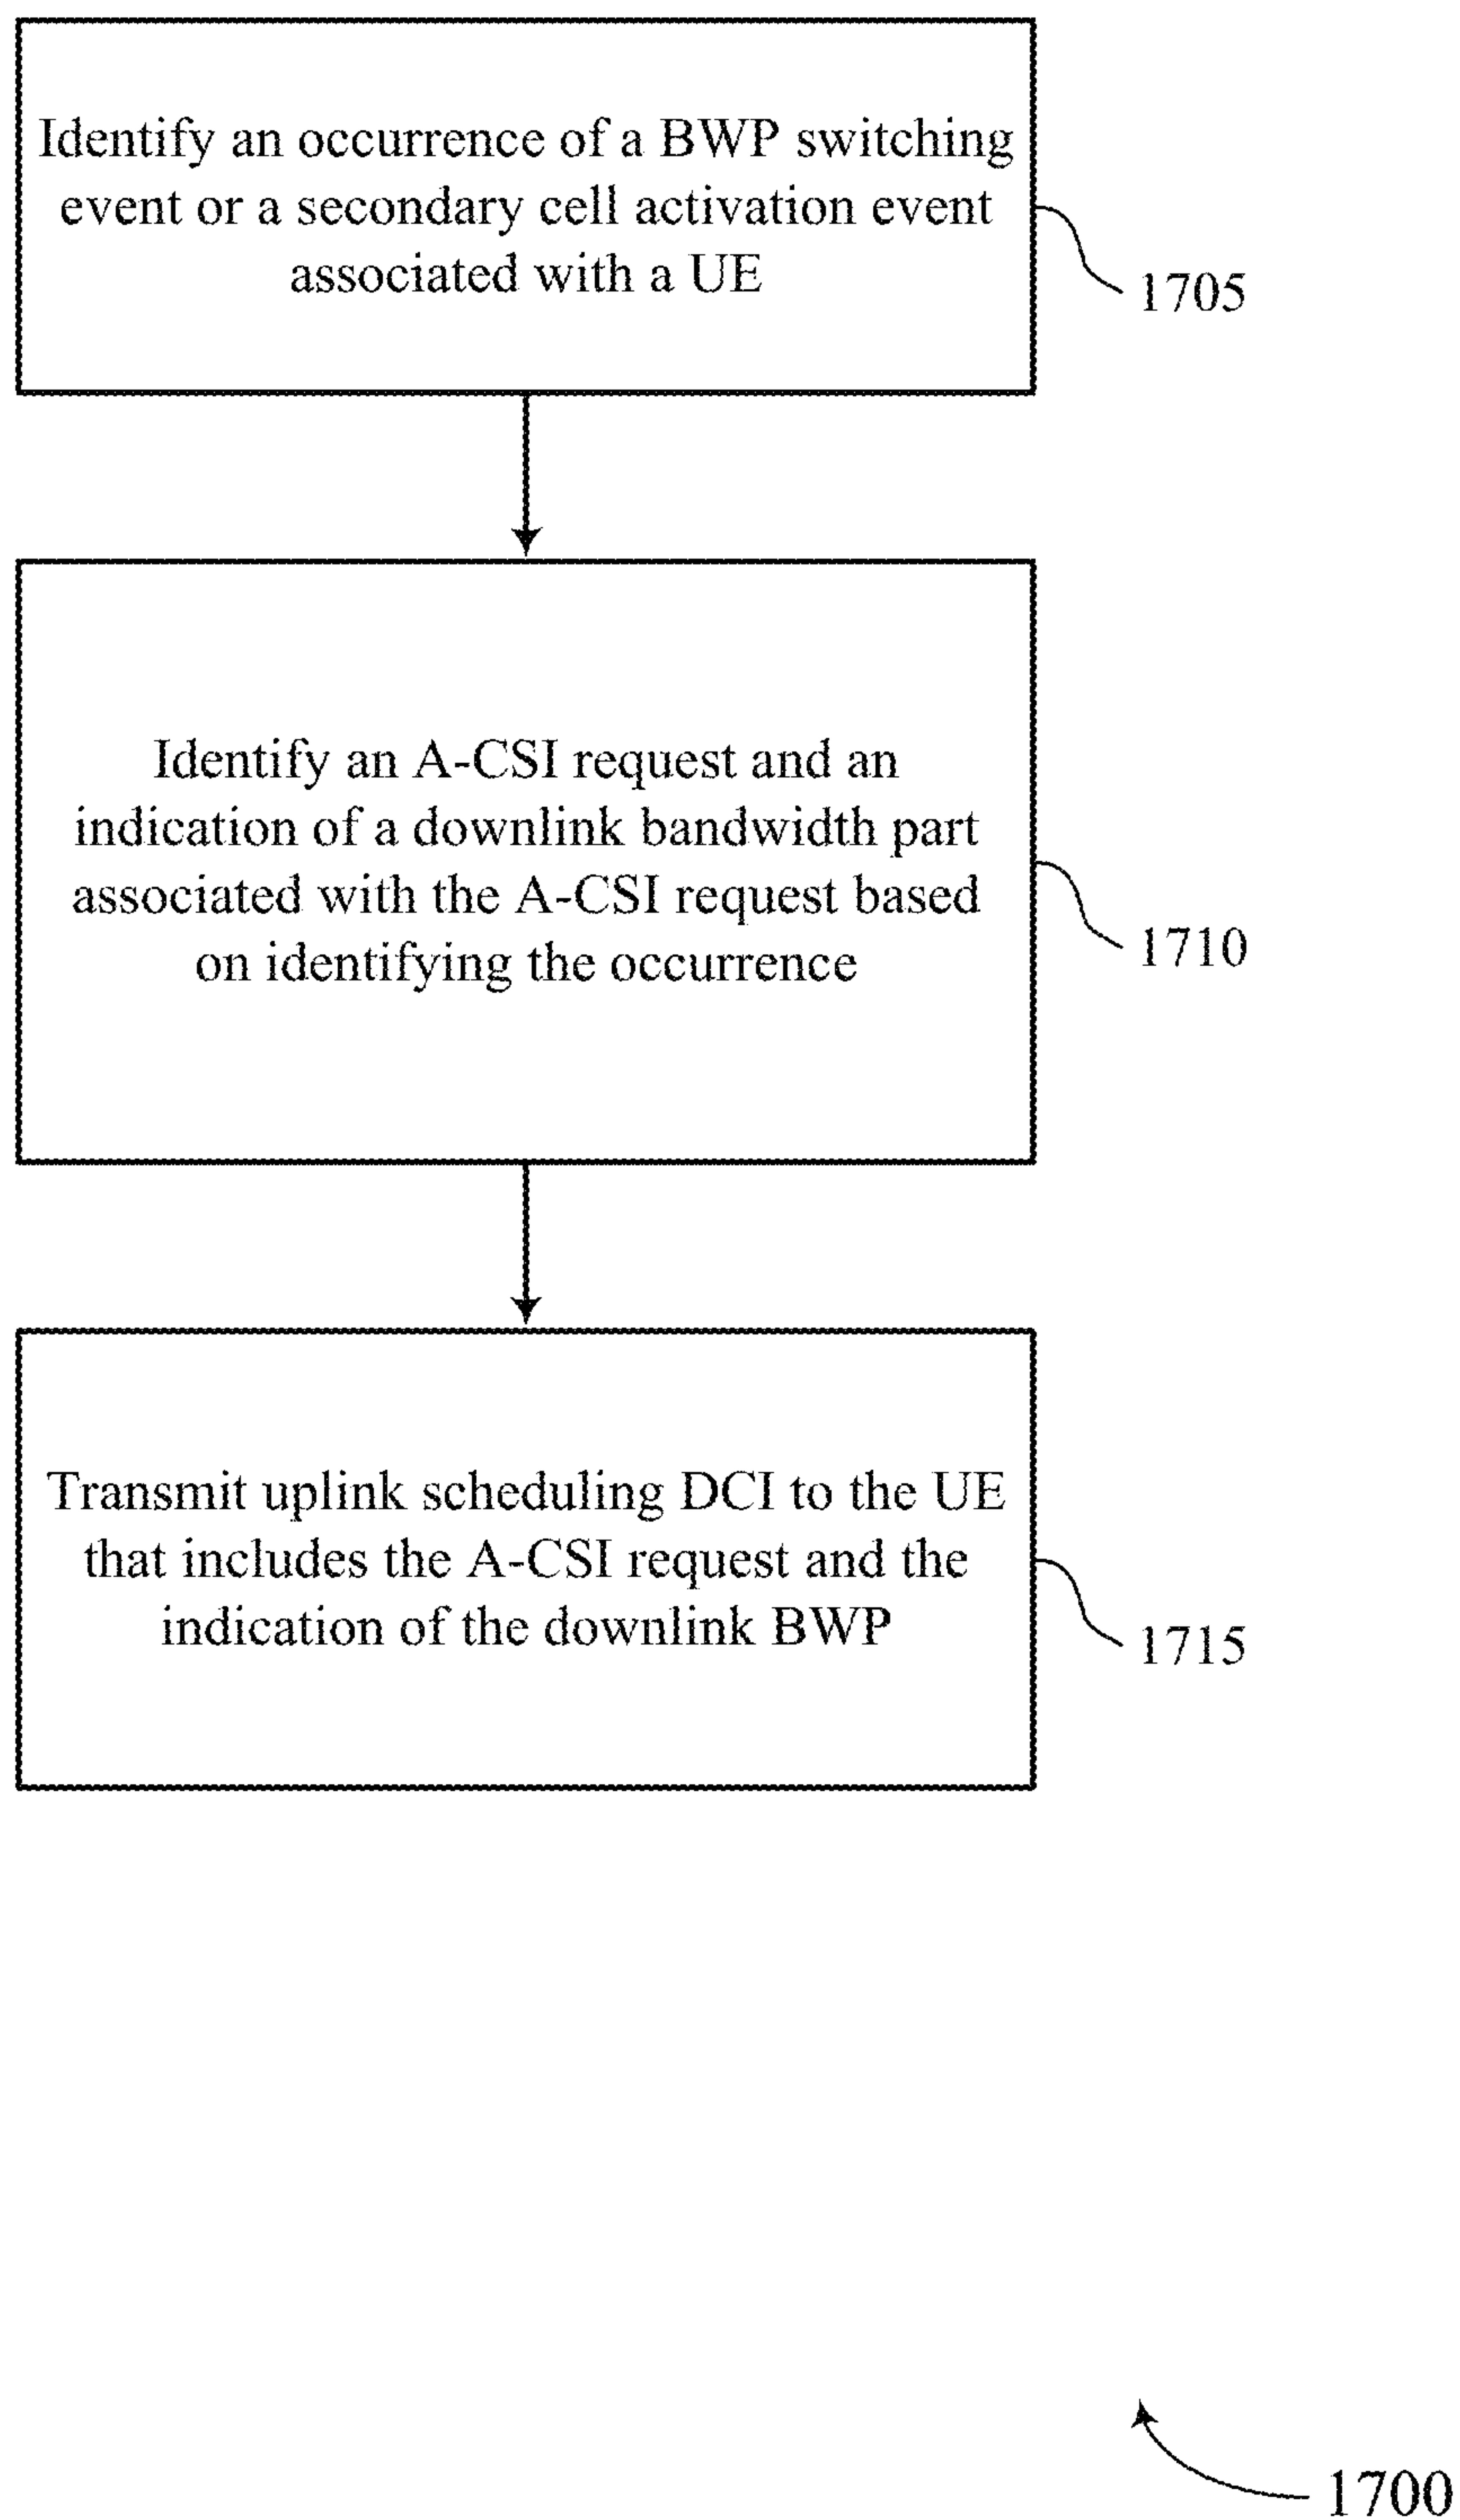 Identify an occurrence of a BWP switching
event or a secondary cell activation event
associated with a UE
1705
Identify an A-CSI request and an
indication of a downlink bandwidth part
associated with the A-CSI request based
on identifying the occurrence
1710
Transmit uplink scheduling DCI to the UE
that includes the A-CSI request and the
indication of the downlink BWP
1715
1700